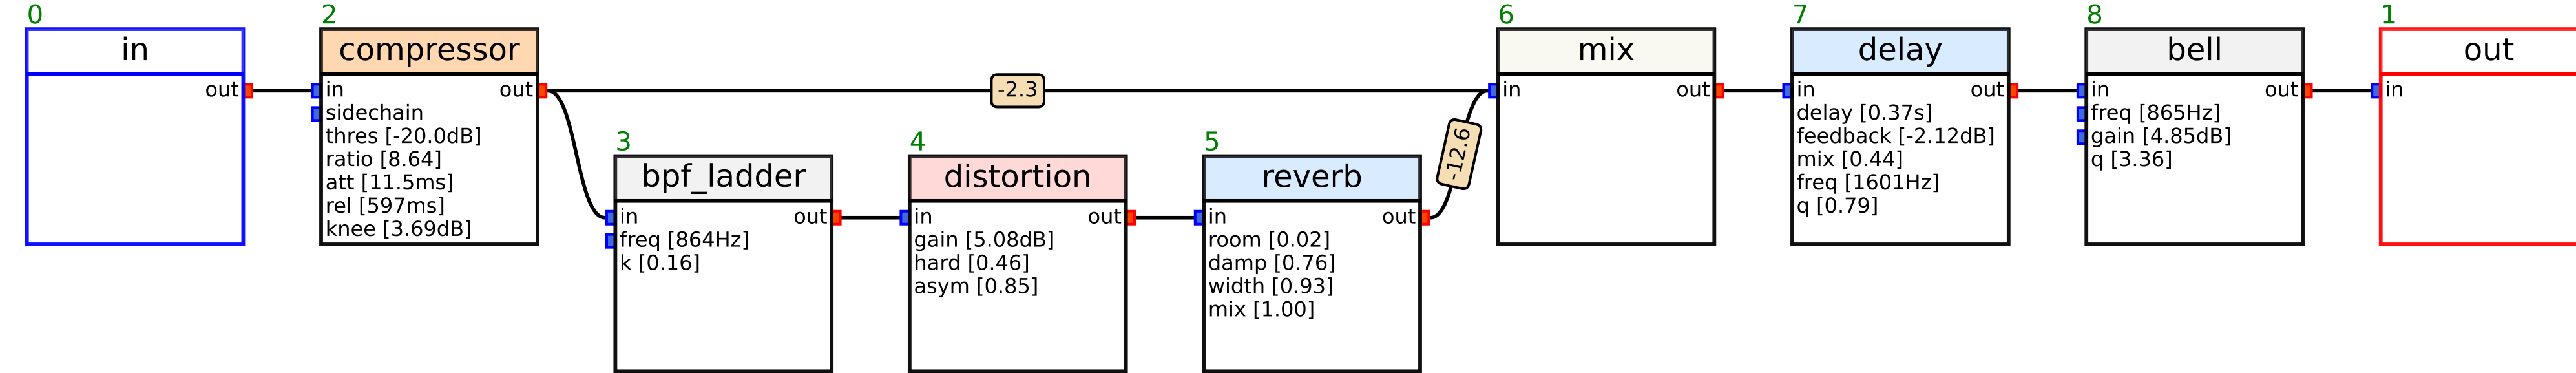 0
in
out
2
compressor
in out
sidechain
thres [-20.0dB]
ratio [8.64]
att [11.5ms]
rel [597ms]
knee [3.69dB]
-2.3
3
bpf_ladder
in out
freq [864Hz]
k [0.16]
4
distortion
in out
gain [5.08dB]
hard [0.46]
asym [0.85]
5
reverb
in out
room [0.02]
damp [0.76]
width [0.93]
mix [1.00]
-12.6
6
mix
in out
7
delay
in out
delay [0.37s]
feedback [-2.12dB]
mix [0.44]
freq [1601Hz]
q [0.79]
8
bell
in out
freq [865Hz]
gain [4.85dB]
q [3.36]
1
out
in